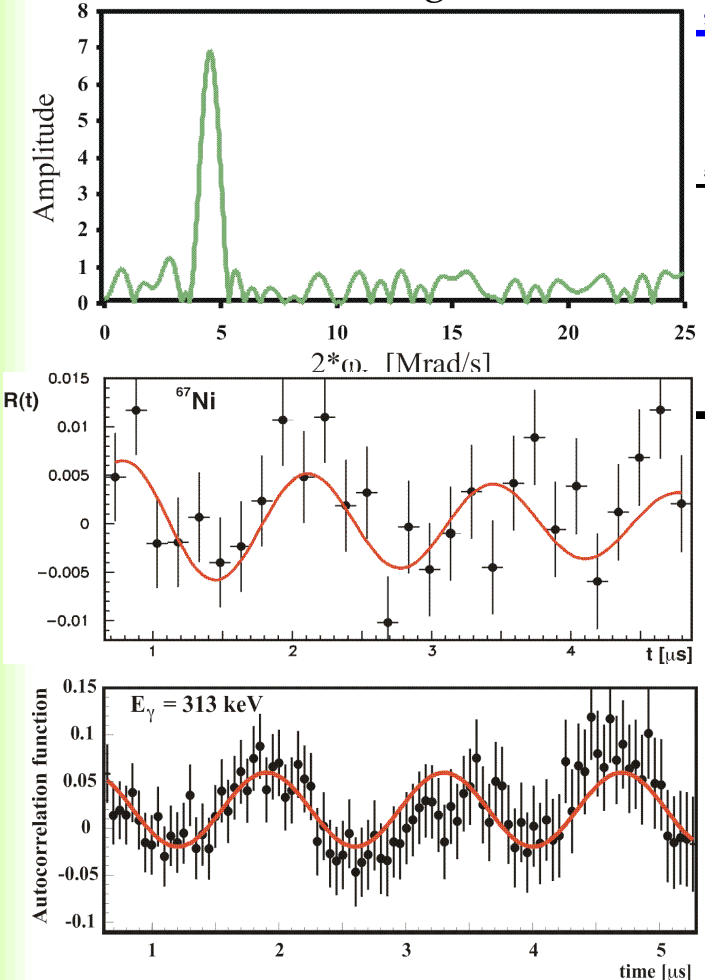 8
7
6
5
4
3
2
1
0
Amplitude
0 5 10 15 20 25
[Mrad/s]
R(t)
67Ni
0.015
0.01
0.005
0
−0.005
−0.01
1 2 3 4
t [μs]
Autocorrelation function
Eγ = 313 keV
0.15
0.1
0.05
0
-0.05
-0.1
1 2 3 4 5
time [μs]